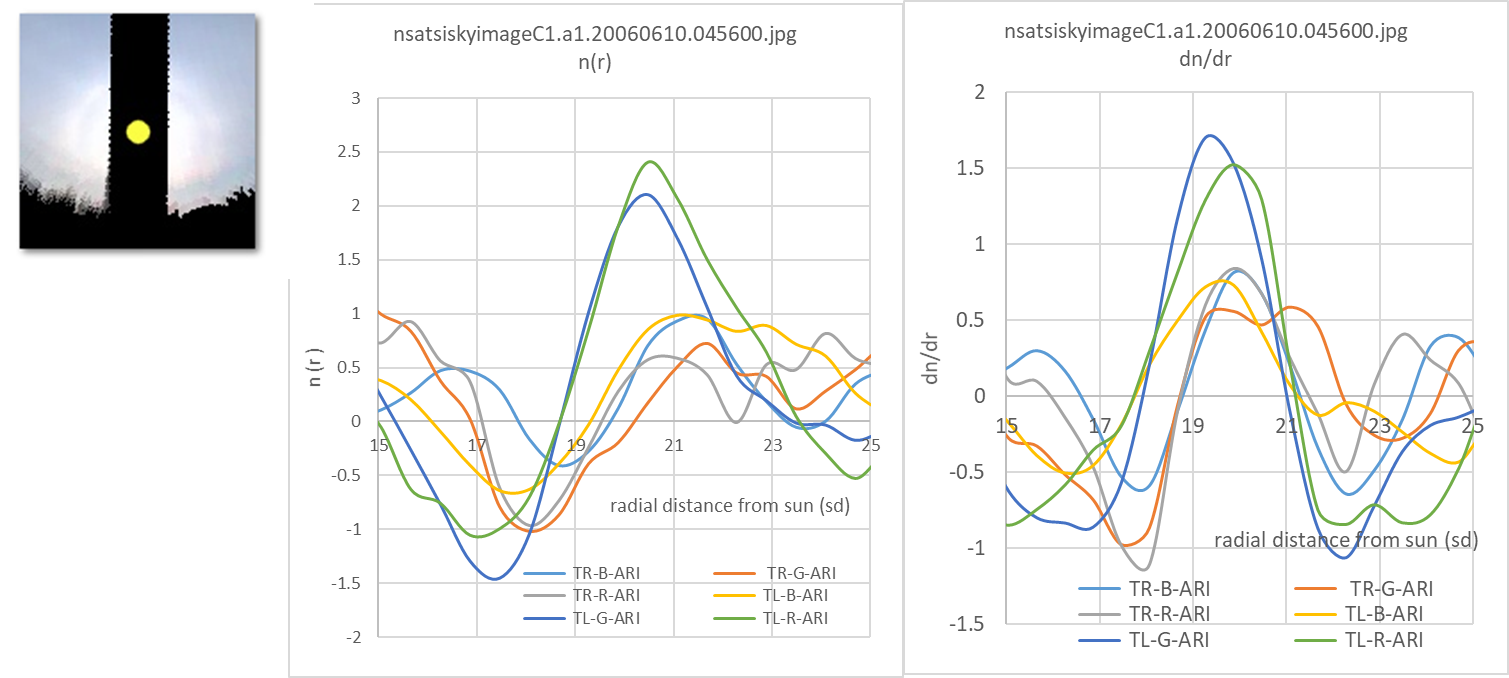 nsatsiskyimageC1.a1.20060610.045600.jpg
n(r)
3
2.5
2
1.5
1
0.5
0
-0.5
-1
-1.5
-2
n ( r )
15 17 19 21 23 25
radial distance from sun (sd)
TR-B-ARI TR-G-ARI
TR-R-ARI TL-B-ARI
TL-G-ARI TL-R-ARI
nsatsiskyimageC1.a1.20060610.045600.jpg
dn/dr
2
1.5
1
0.5
0
-0.5
-1
-1.5
dn/dr
15 17 19 21 23 25
radial distance from sun (sd)
TR-B-ARI TR-G-ARI
TR-R-ARI TL-B-ARI
TL-G-ARI TL-R-ARI